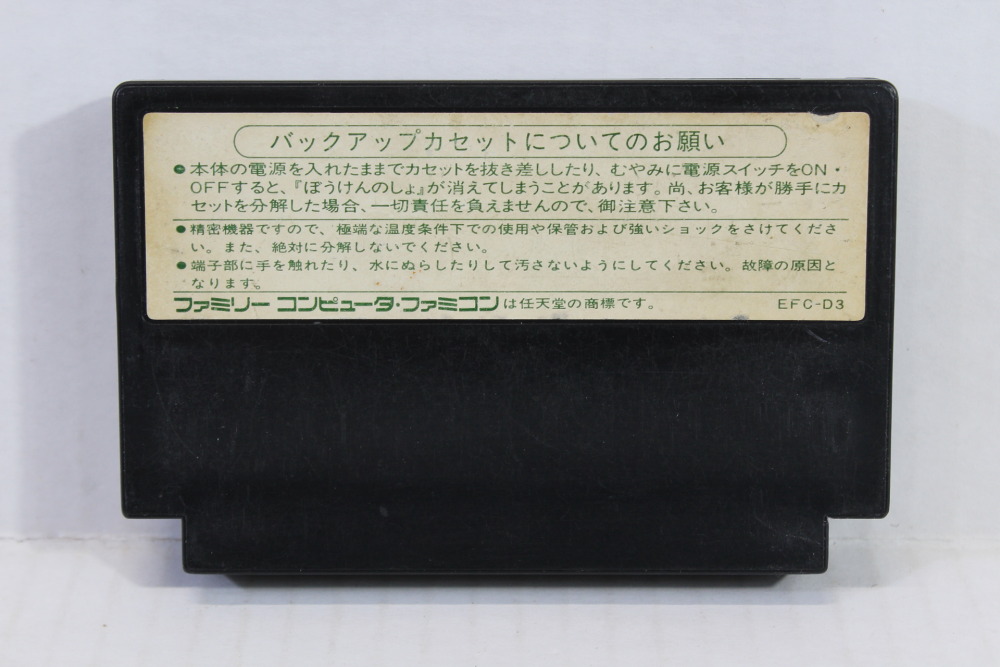 バックアップカセットについてのお願い
●本体の電源を入れたままでカセットを抜き差ししたり、むやみに電源スイッチをON・
OFFすると、『ぼうけんのしょ』が消えてしまうことがあります。尚、お客様が勝手にカ
セットを分解した場合、一切責任を負えませんので、御注意下さい。
●精密機器ですので、極端な温度条件下での使用や保管および強いショックをさけてくださ
い。また、絶対に分解しないでください。
●端子部に手を触れたり、水にぬらしたりして汚さないようにしてください。故障の原因と
なります。
ファミリーコンピュータ・ファミコンは任天堂の商標です。 EFC-D3